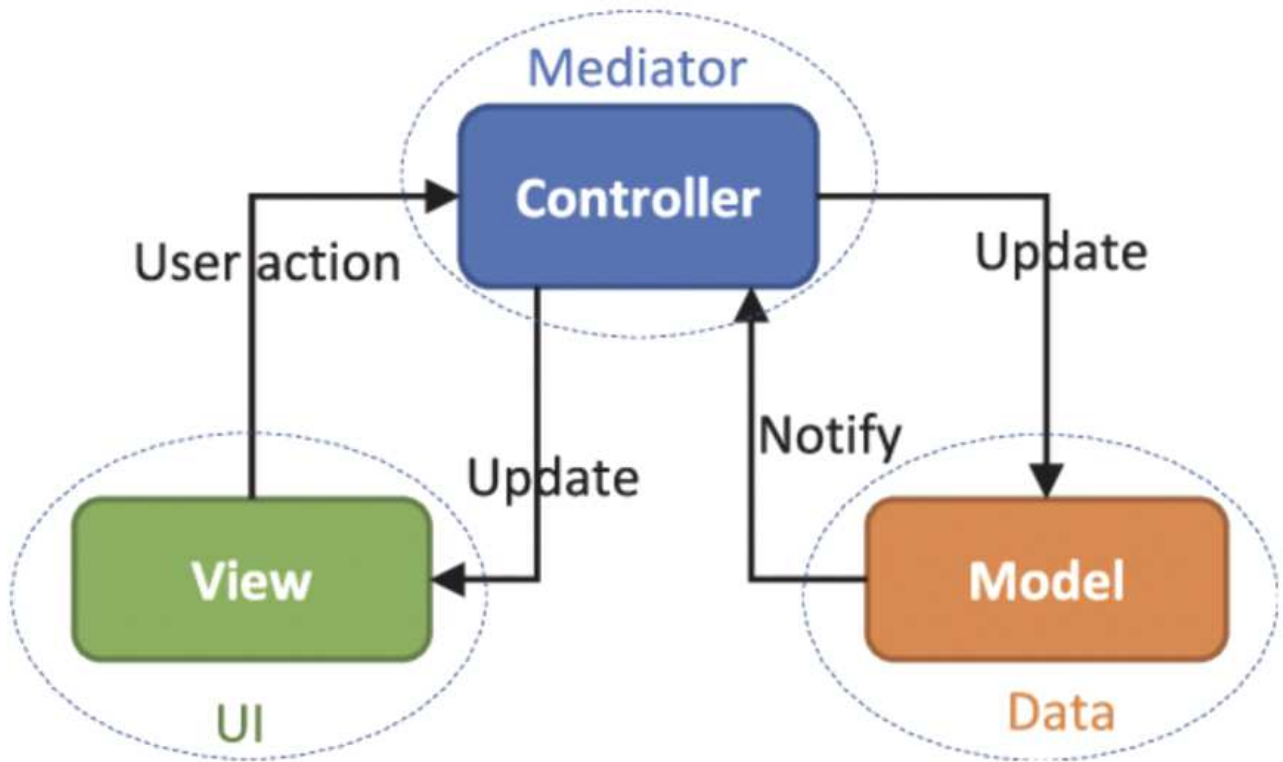 Mediator
Controller
User action
Update
Notify
Update
View
Model
UI
Data